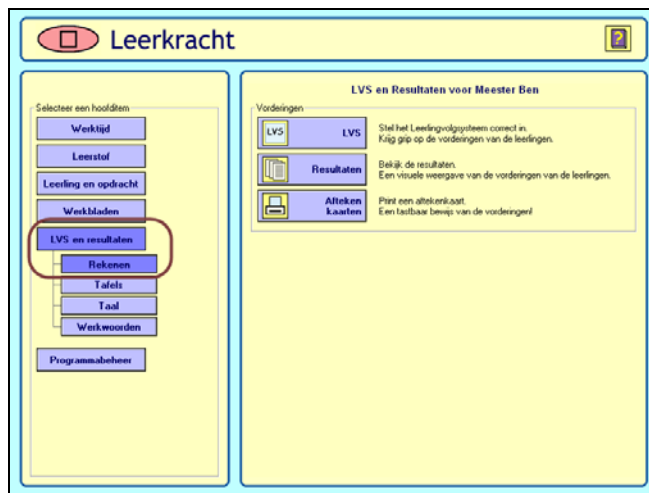 Leerkracht
?
Selecteer een hoofditem
Werktijd
Leerstof
Leerling en opdracht
Werkbladen
LVS en resultaten
Rekenen
Tafels
Taal
Werkwoorden
Programmabeheer
LVS en Resultaten voor Meester Ben
Vorderingen
LVS
LVS
Stel het Leerlingvolgsysteem correct in.
Krijg grip op de vorderingen van de leerlingen.
Resultaten
Bekijk de resultaten.
Een visuele weergave van de vorderingen van de leerlingen.
Afteken
kaarten
Print een aftekenkaart.
Een tastbaar bewijs van de vorderingen!